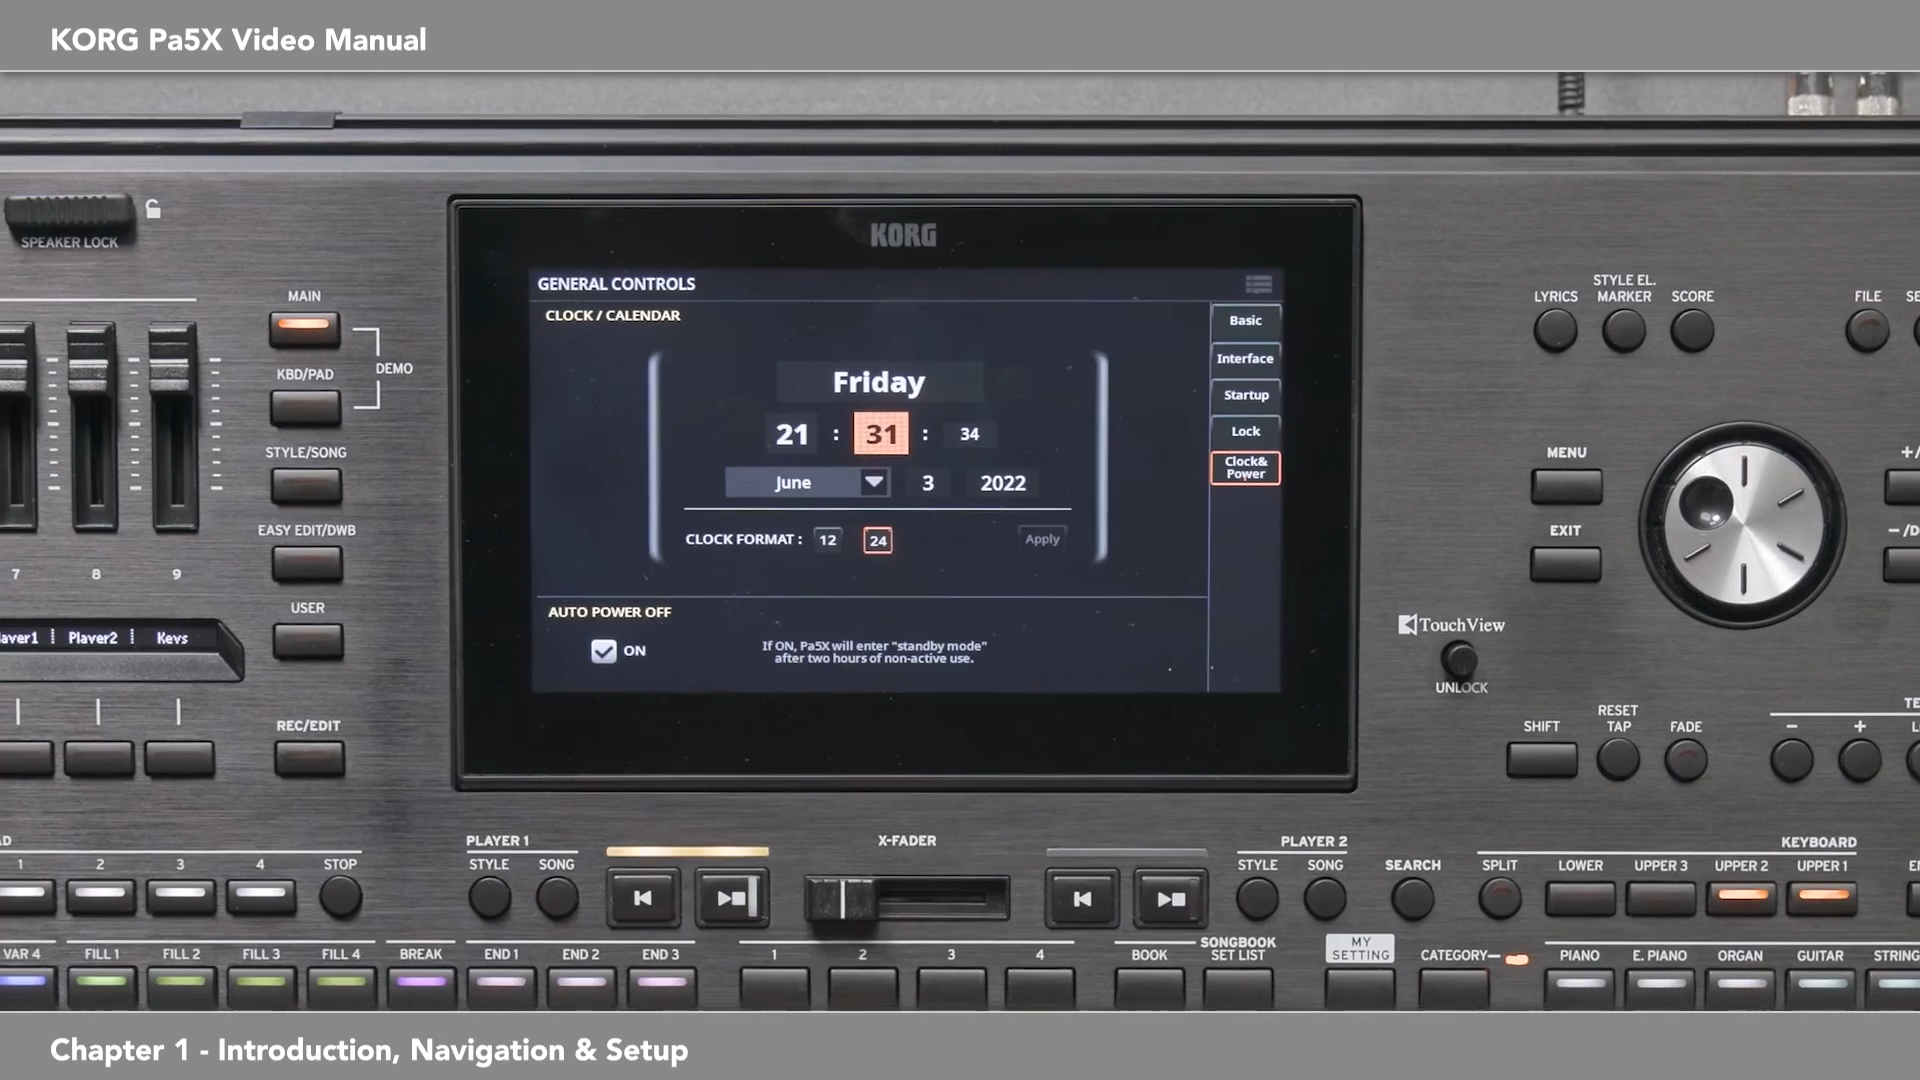 KORG Pa5X Video Manual
SPEAKER LOCK
KORG
MAIN
KBD/PAD
DEMO
STYLE/SONG
EASY EDIT/DWB
7 8 9
USER
Player2 Keys
REC/EDIT
GENERAL CONTROLS
CLOCK / CALENDAR
Friday
21 : 31 : 34
June 3 2022
CLOCK FORMAT : 12 24 Apply
AUTO POWER OFF
ON
If ON, Pa5X will enter "standby mode"
after two hours of non-active use.
Basic
Interface
Startup
Lock
Clock&
Power
LYRICS
STYLE EL.
MARKER
SCORE
FILE
MENU
EXIT
TouchView
UNLOCK
SHIFT
RESET
TAP
FADE
− +
1 2 3 4 STOP
PLAYER 1
STYLE SONG
X-FADER
PLAYER 2
STYLE SONG
SEARCH
KEYBOARD
SPLIT LOWER UPPER 3 UPPER 2 UPPER 1
VAR 4 FILL 1 FILL 2 FILL 3 FILL 4 BREAK END 1 END 2 END 3
1 2 3 4
SONGBOOK
BOOK SET LIST
MY
SETTING
CATEGORY
PIANO E. PIANO ORGAN GUITAR
Chapter 1 - Introduction, Navigation & Setup